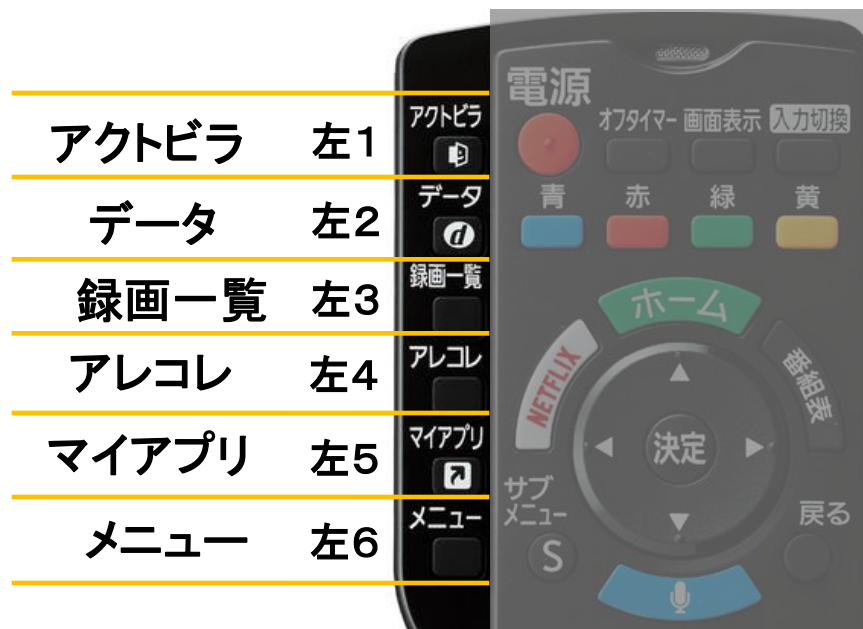 アクトビラ 左1
データ 左2
録画一覧 左3
アレコレ 左4
マイアプリ 左5
メニュー 左6
アクトビラ
データ
d
録画一覧
アレコレ
マイアプリ
メニュー
電源
オフタイマー 画面表示 入力切換
青 赤 緑 黄
ホーム
NETFLIX
番組表
決定
サブ
メニュー
S
戻る